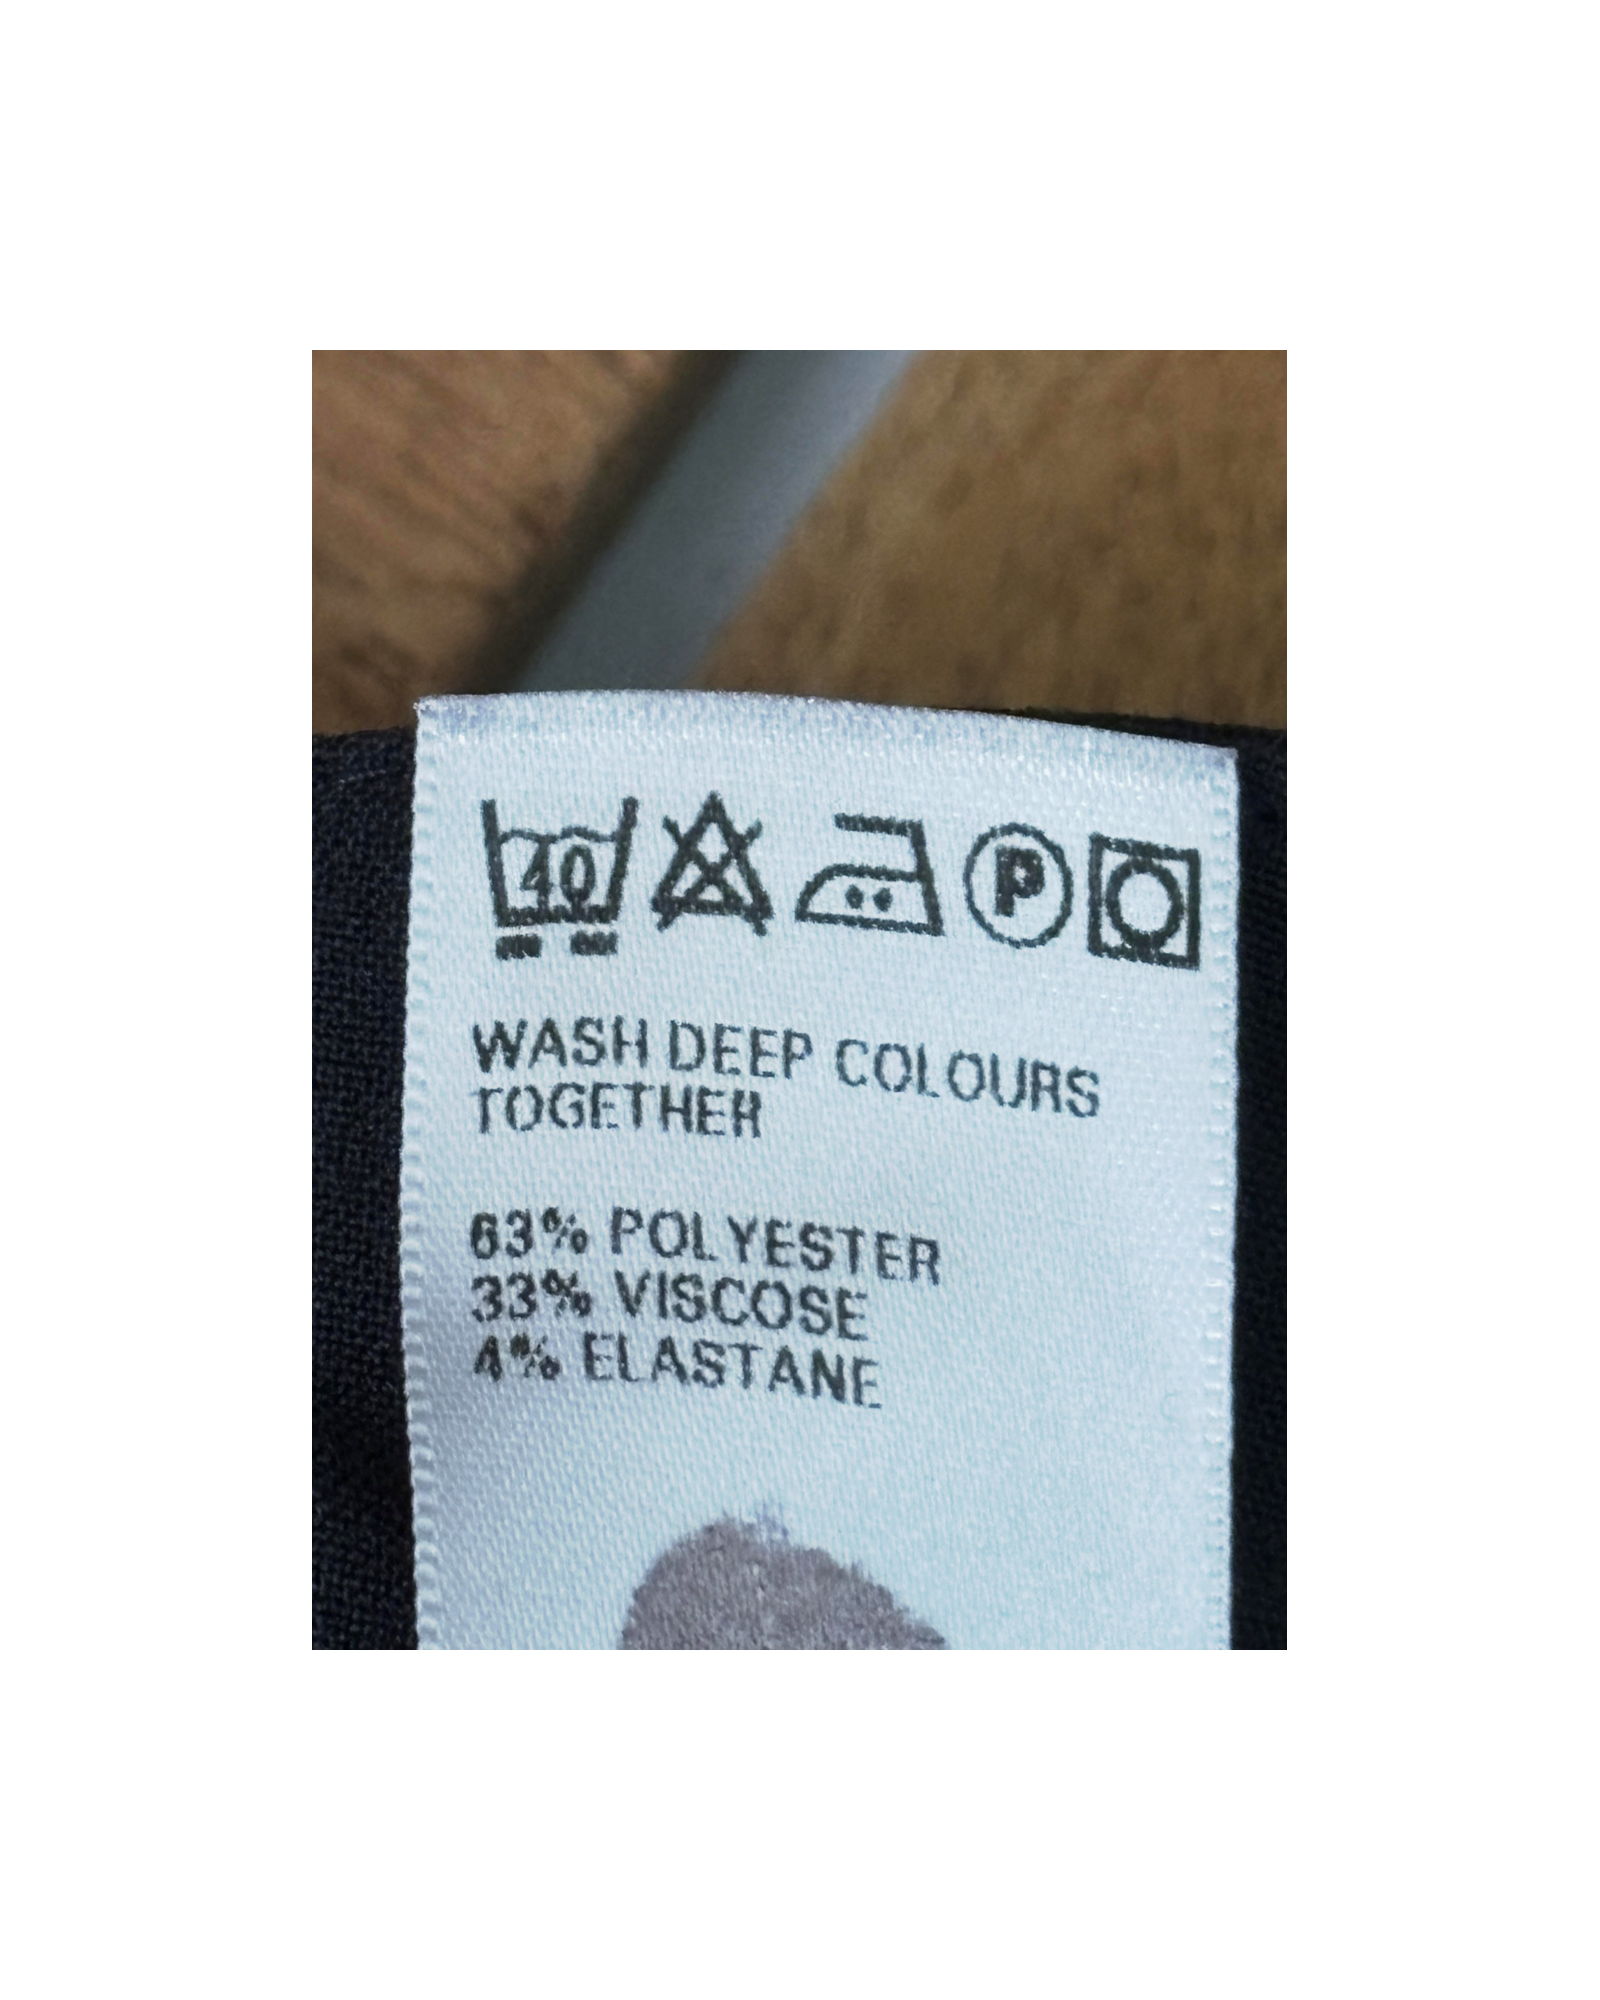 40 P
WASH DEEP COLOURS
TOGETHER
63% POLYESTER
33% VISCOSE
4% ELASTANE